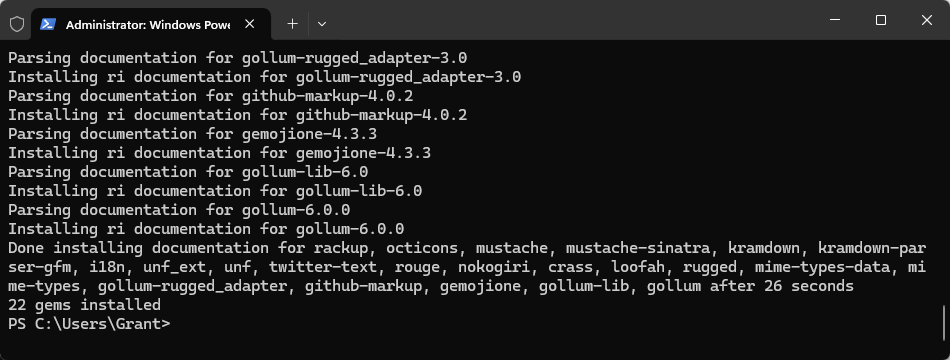 Administrator: Windows Powe
Parsing documentation for gollum-rugged_adapter-3.0
Installing ri documentation for gollum-rugged_adapter-3.0
Parsing documentation for github-markup-4.0.2
Installing ri documentation for github-markup-4.0.2
Parsing documentation for gemojione-4.3.3
Installing ri documentation for gemojione-4.3.3
Parsing documentation for gollum-lib-6.0
Installing ri documentation for gollum-lib-6.0
Parsing documentation for gollum-6.0.0
Installing ri documentation for gollum-6.0.0
Done installing documentation for rackup, octicons, mustache, mustache-sinatra, kramdown, kramdown-par
ser-gfm, i18n, unf_ext, unf, twitter-text, rouge, nokogiri, crass, loofah, rugged, mime-types-data, mi
me-types, gollum-rugged_adapter, github-markup, gemojione, gollum-lib, gollum after 26 seconds
22 gems installed
PS C:\Users\Grant>